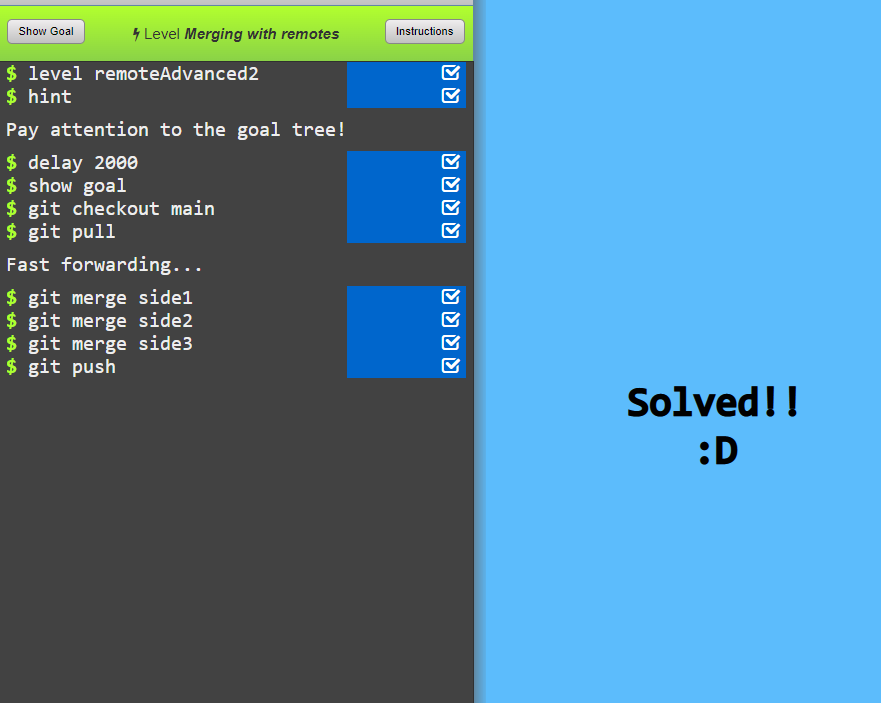 Show Goal
Level Merging with remotes
Instructions
$ level remoteAdvanced2
$ hint
Pay attention to the goal tree!
$ delay 2000
$ show goal
$ git checkout main
$ git pull
Fast forwarding...
$ git merge side1
$ git merge side2
$ git merge side3
$ git push
Solved!!
:D